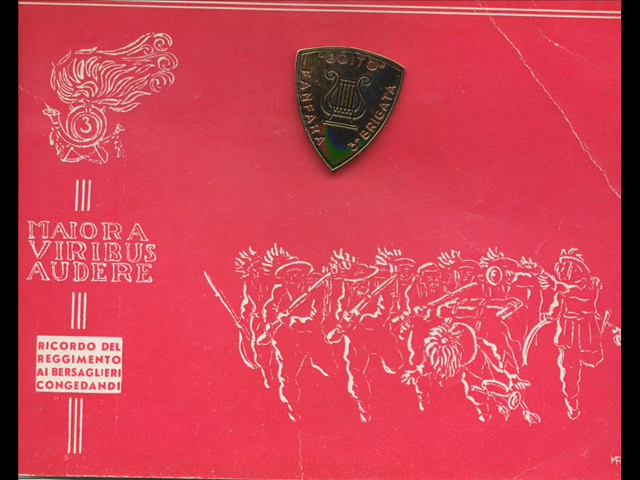 3
"GOITO"
FANFARA
3ª BRIGATA
MAIORA
VIRIBUS
AUDERE
RICORDO DEL
REGGIMENTO
AI BERSAGLIERI
CONGEDANDI